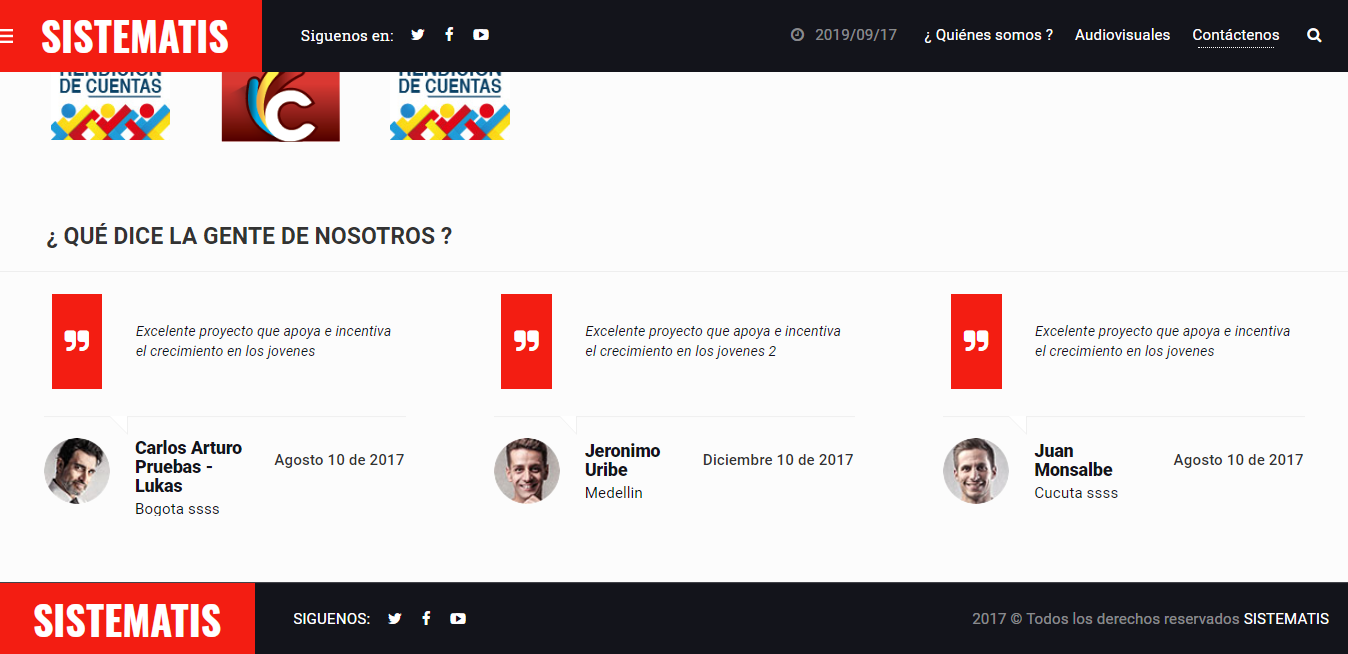 SISTEMATIS
Siguenos en:
2019/09/17
¿ Quiénes somos ?
Audiovisuales
Contáctenos
RENDICIÓN
DE CUENTAS
C
RENDICIÓN
DE CUENTAS
¿ QUÉ DICE LA GENTE DE NOSOTROS ?
Excelente proyecto que apoya e incentiva
el crecimiento en los jovenes
Carlos Arturo
Pruebas -
Lukas
Bogota ssss
Agosto 10 de 2017
Excelente proyecto que apoya e incentiva
el crecimiento en los jovenes 2
Jeronimo
Uribe
Medellin
Diciembre 10 de 2017
Excelente proyecto que apoya e incentiva
el crecimiento en los jovenes
Juan
Monsalbe
Cucuta ssss
Agosto 10 de 2017
SISTEMATIS
SIGUENOS:
2017 © Todos los derechos reservados SISTEMATIS